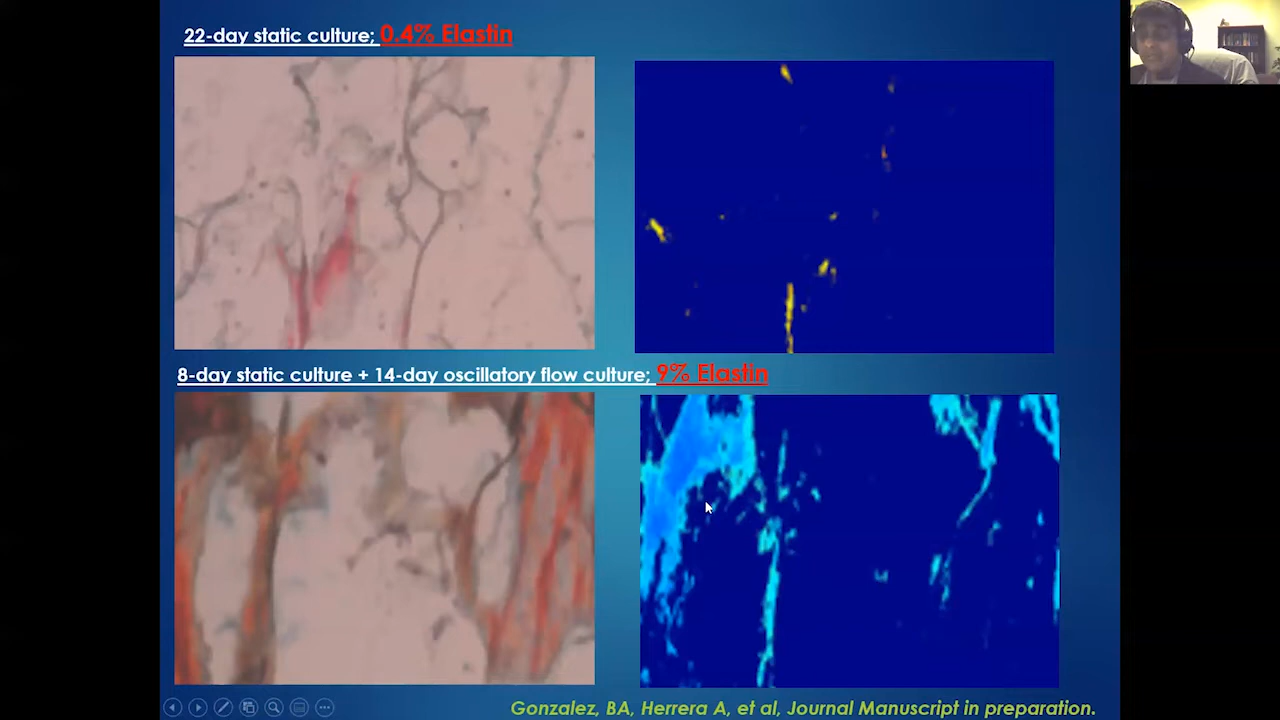 22-day static culture; 0.4% Elastin
8-day static culture + 14-day oscillatory flow culture; 9% Elastin
Gonzalez, BA, Herrera A, et al, Journal Manuscript in preparation.